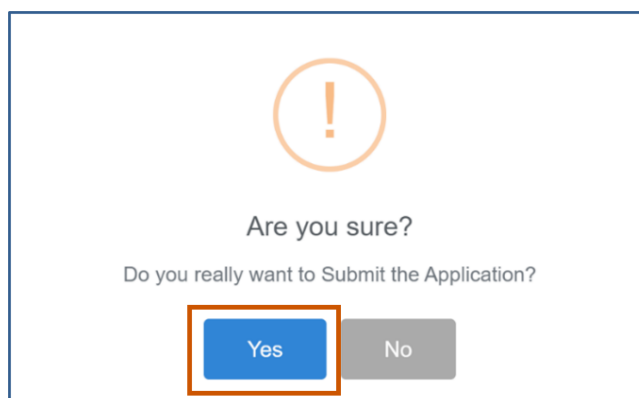 !
Are you sure?
Do you really want to Submit the Application?
Yes No